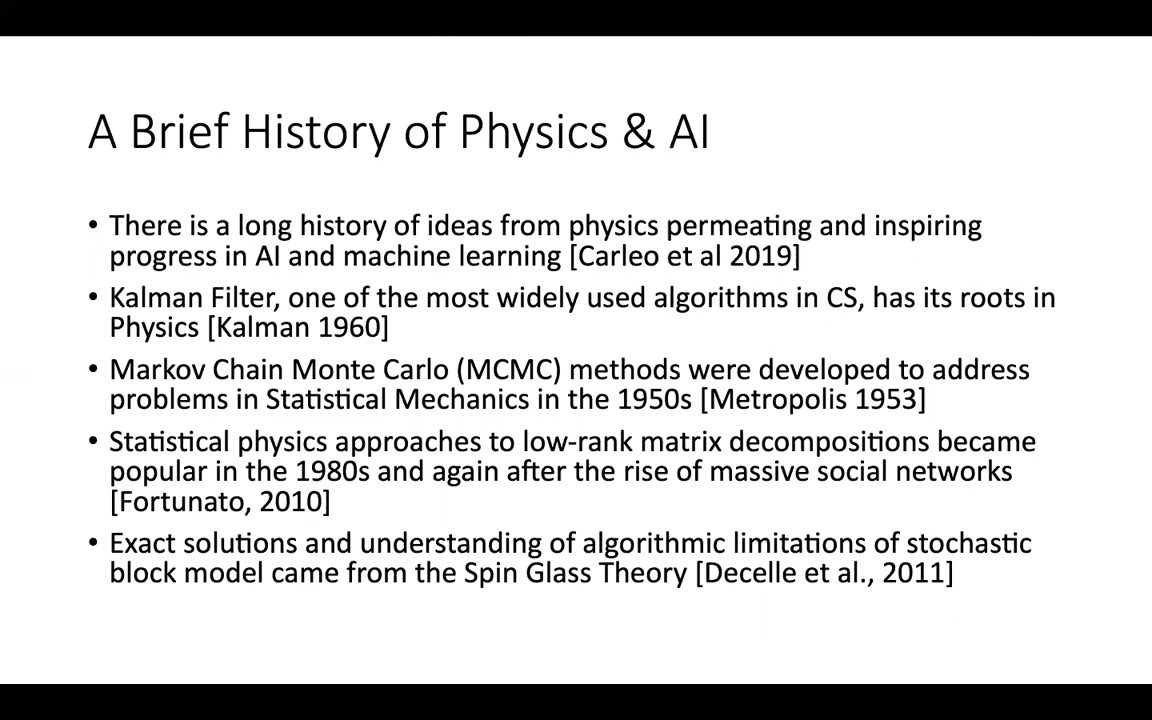 A Brief History of Physics & AI
• There is a long history of ideas from physics permeating and inspiring
progress in AI and machine learning [Carleo et al 2019]
• Kalman Filter, one of the most widely used algorithms in CS, has its roots in
Physics [Kalman 1960]
• Markov Chain Monte Carlo (MCMC) methods were developed to address
problems in Statistical Mechanics in the 1950s [Metropolis 1953]
• Statistical physics approaches to low-rank matrix decompositions became
popular in the 1980s and again after the rise of massive social networks
[Fortunato, 2010]
• Exact solutions and understanding of algorithmic limitations of stochastic
block model came from the Spin Glass Theory [Decelle et al., 2011]